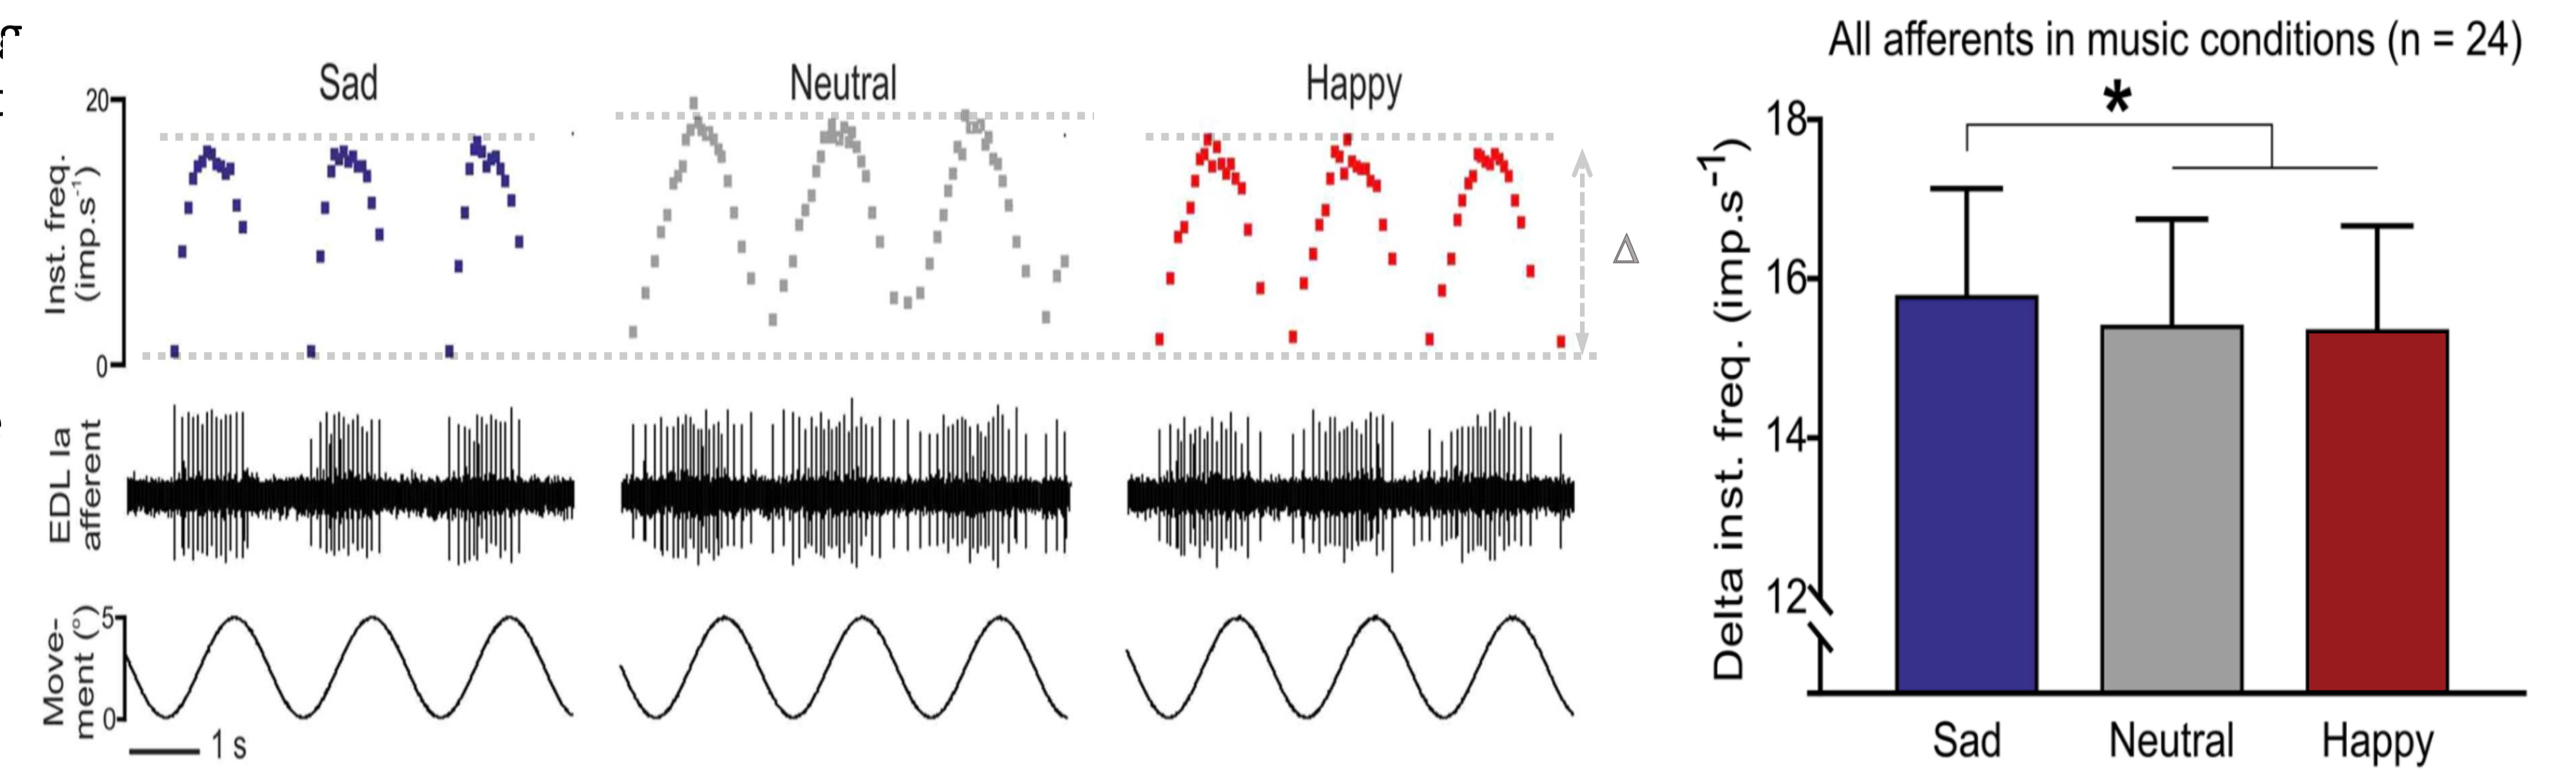 Sad
Neutral
Happy
20
0
Inst. freq.
(imp.s⁻¹)
Δ
EDL Ia
afferent
Move-
ment (°)
5
0
1 s
All afferents in music conditions (n = 24)
*
18
16
14
12
Delta inst. freq. (imp.s⁻¹)
Sad
Neutral
Happy